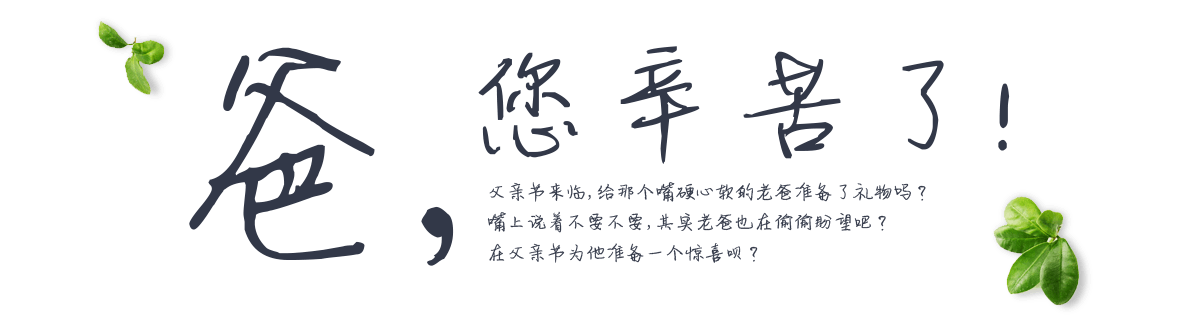 爸，您辛苦了！
父亲节来临，给那个嘴硬心软的老爸准备了礼物吗？
嘴上说着不要不要，其实老爸也在偷偷盼望吧？
在父亲节为他准备一个惊喜呗？